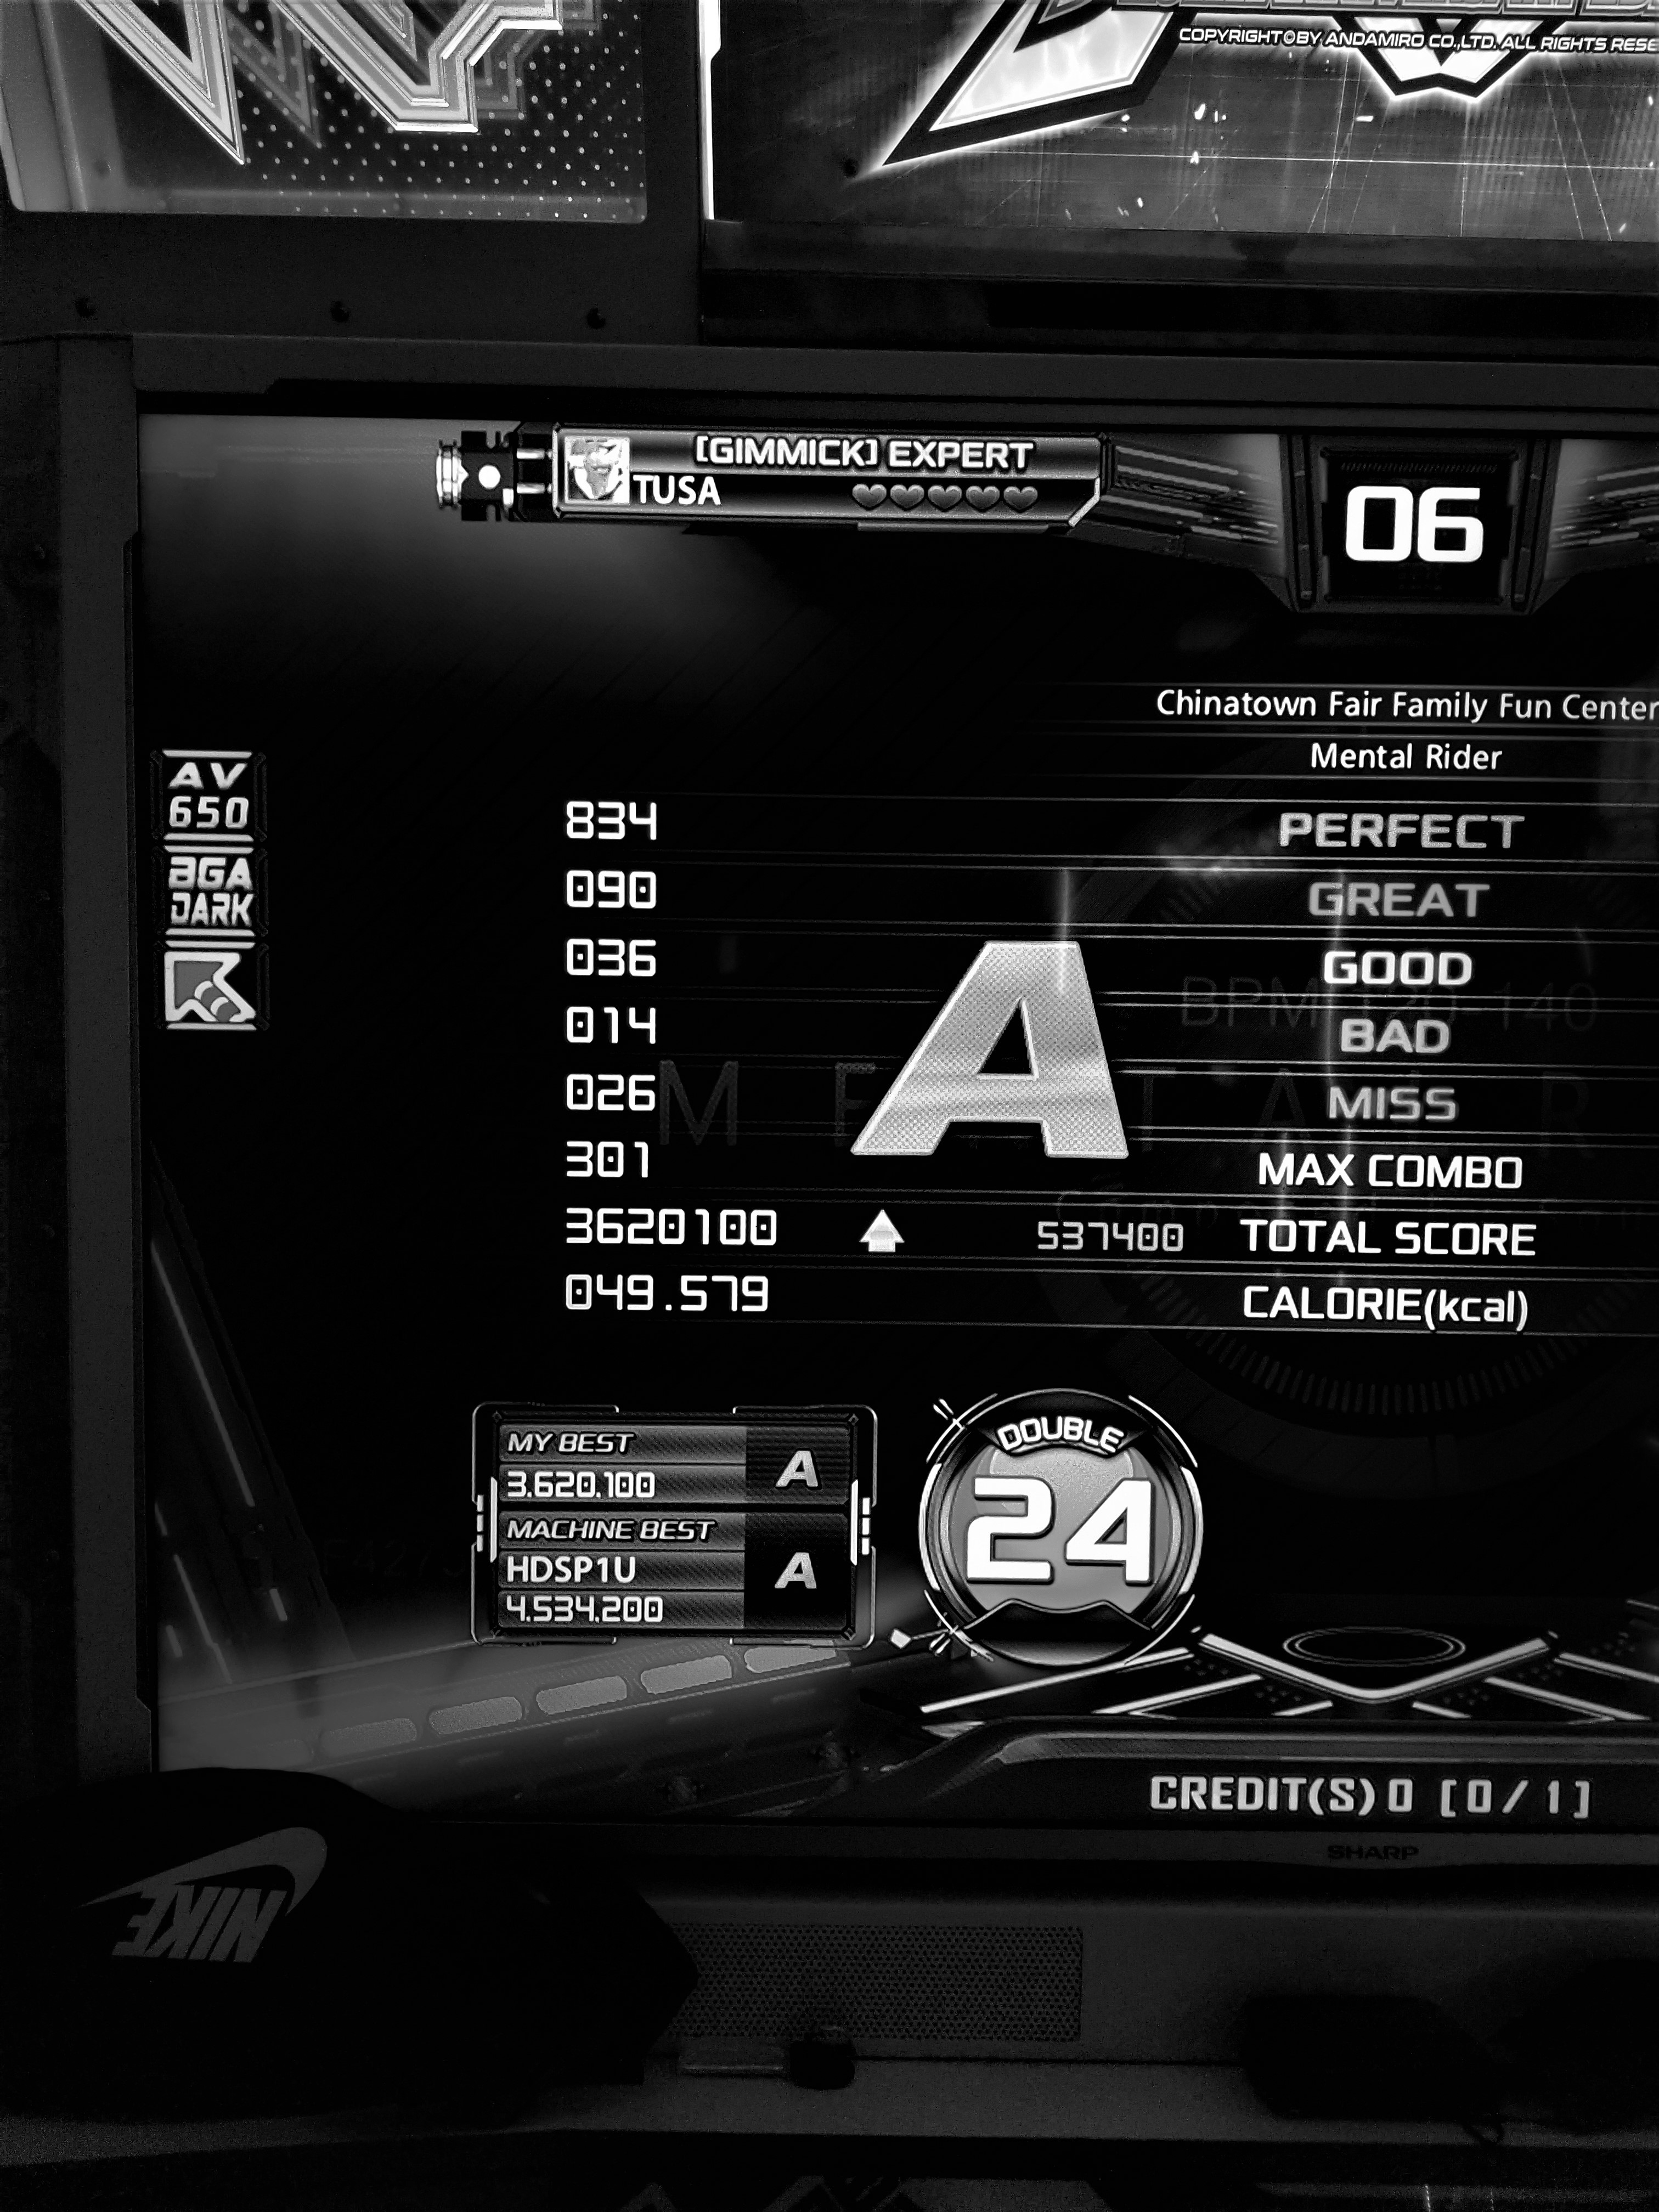 COPYRIGHT©BY ANDAMIRO CO.,LTD. ALL RIGHTS RESE
[GIMMICK] EXPERT
TUSA
06
Chinatown Fair Family Fun Center
Mental Rider
AV
650
BGA
DARK
834 PERFECT
090 GREAT
036 GOOD
014 BAD
026 MISS
301 MAX COMBO
3620100 537400 TOTAL SCORE
049.579 CALORIE(kcal)
A
BPM 120-140
MY BEST
3.620.100 A
MACHINE BEST
HDSP1U A
4.534.200
DOUBLE
24
CREDIT(S) 0 [0/1]
SHARP
NIKE